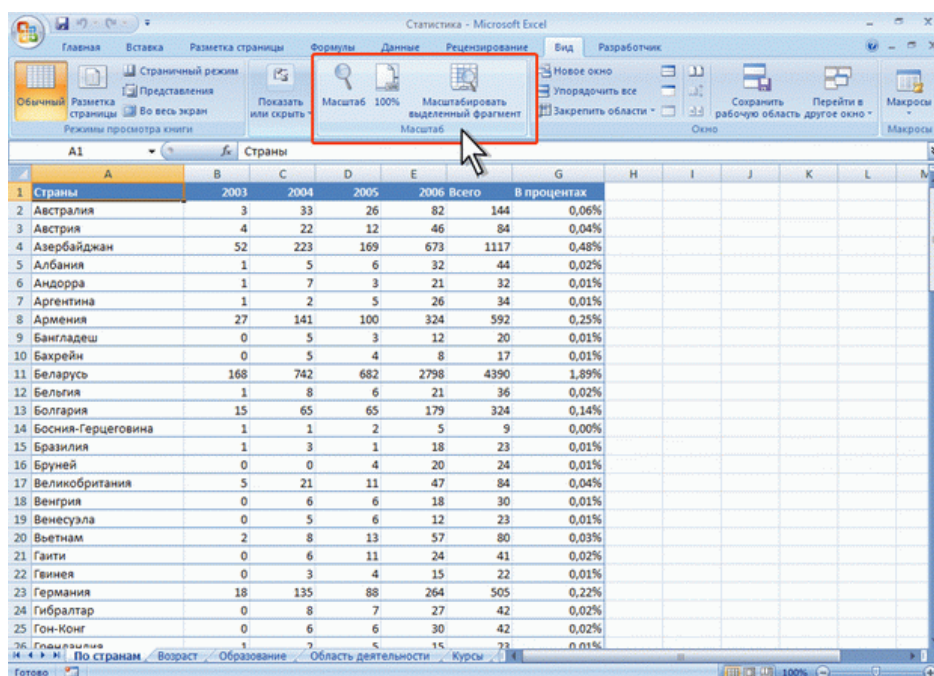 Статистика - Microsoft Excel
Главная Вставка Разметка страницы Формулы Данные Рецензирование Вид Разработчик
Обычный Разметка страницы Страничный режим Представления Во весь экран
Режимы просмотра книги
Показать или скрыть
Масштаб 100% Масштабировать выделенный фрагмент
Масштаб
Новое окно Упорядочить все Закрепить области
Сохранить рабочую область Перейти в другое окно
Окно
Макросы
Макросы
A1 fx Страны
A B C D E G H I J K L M
1 Страны 2003 2004 2005 2006 Всего В процентах
2 Австралия 3 33 26 82 144 0,06%
3 Австрия 4 22 12 46 84 0,04%
4 Азербайджан 52 223 169 673 1117 0,48%
5 Албания 1 5 6 32 44 0,02%
6 Андорра 1 7 3 21 32 0,01%
7 Аргентина 1 2 5 26 34 0,01%
8 Армения 27 141 100 324 592 0,25%
9 Бангладеш 0 5 3 12 20 0,01%
10 Бахрейн 0 5 4 8 17 0,01%
11 Беларусь 168 742 682 2798 4390 1,89%
12 Бельгия 1 8 6 21 36 0,02%
13 Болгария 15 65 65 179 324 0,14%
14 Босния-Герцеговина 1 1 2 5 9 0,00%
15 Бразилия 1 3 1 18 23 0,01%
16 Бруней 0 0 4 20 24 0,01%
17 Великобритания 5 21 11 47 84 0,04%
18 Венгрия 0 6 6 18 30 0,01%
19 Венесуэла 0 5 6 12 23 0,01%
20 Вьетнам 2 8 13 57 80 0,03%
21 Гаити 0 6 11 24 41 0,02%
22 Гвинея 0 3 4 15 22 0,01%
23 Германия 18 135 88 264 505 0,22%
24 Гибралтар 0 8 7 27 42 0,02%
25 Гон-Конг 0 6 6 30 42 0,02%
26 Гренландия 1 2 5 15 23 0,01%
По странам Возраст Образование Область деятельности Курсы
Готово 100%